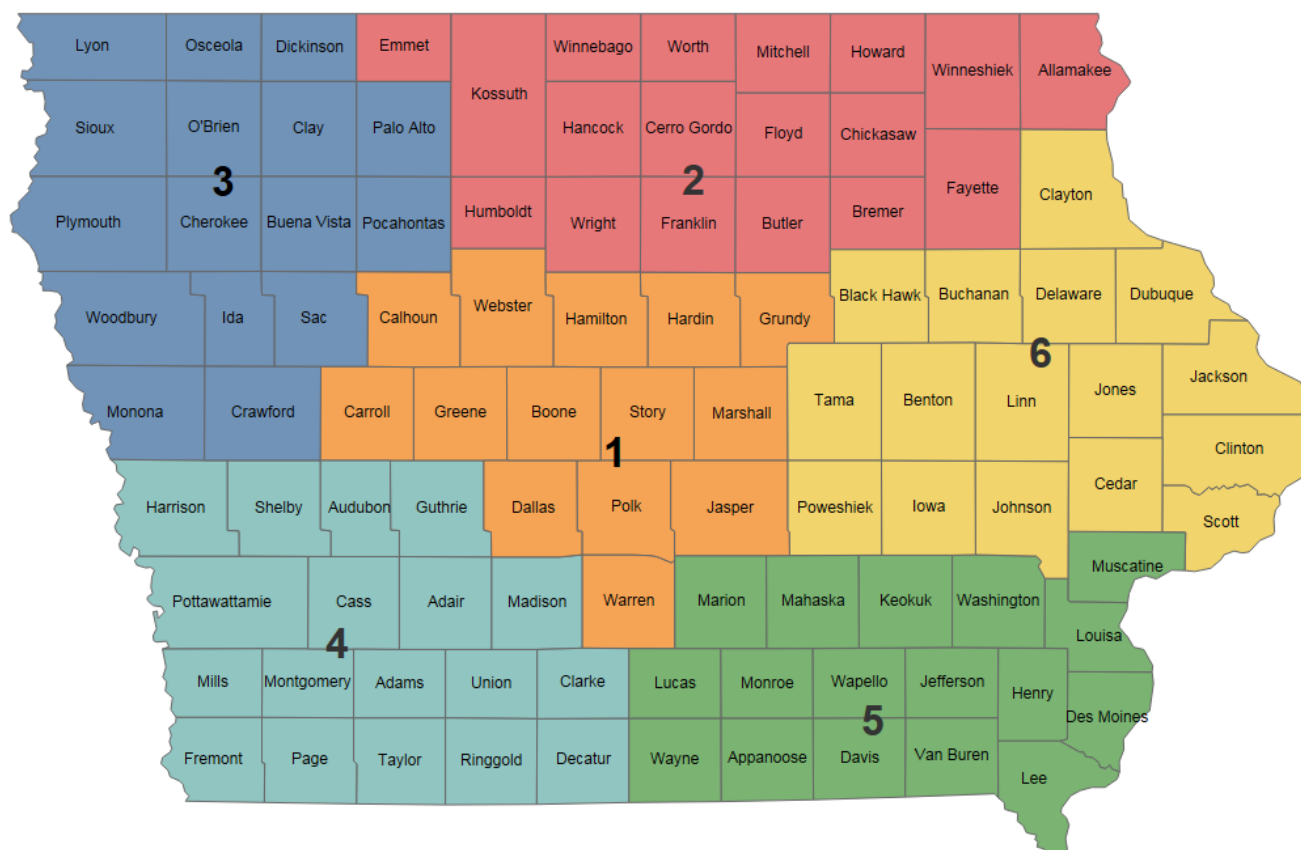 Lyon
Osceola
Dickinson
Emmet
Winnebago
Worth
Mitchell
Howard
Winneshiek
Allamakee
Kossuth
Sioux
O'Brien
Clay
Palo Alto
Hancock
Cerro Gordo
Floyd
Chickasaw
3
2
Fayette
Clayton
Plymouth
Cherokee
Buena Vista
Pocahontas
Humboldt
Wright
Franklin
Butler
Bremer
Woodbury
Ida
Sac
Calhoun
Webster
Hamilton
Hardin
Grundy
Black Hawk
Buchanan
Delaware
Dubuque
6
Monona
Crawford
Carroll
Greene
Boone
Story
Marshall
Tama
Benton
Linn
Jones
Jackson
1
Clinton
Harrison
Shelby
Audubon
Guthrie
Dallas
Polk
Jasper
Poweshiek
Iowa
Johnson
Cedar
Scott
Muscatine
Pottawattamie
Cass
Adair
Madison
Warren
Marion
Mahaska
Keokuk
Washington
Louisa
4
Mills
Montgomery
Adams
Union
Clarke
Lucas
Monroe
Wapello
Jefferson
Henry
Des Moines
5
Fremont
Page
Taylor
Ringgold
Decatur
Wayne
Appanoose
Davis
Van Buren
Lee